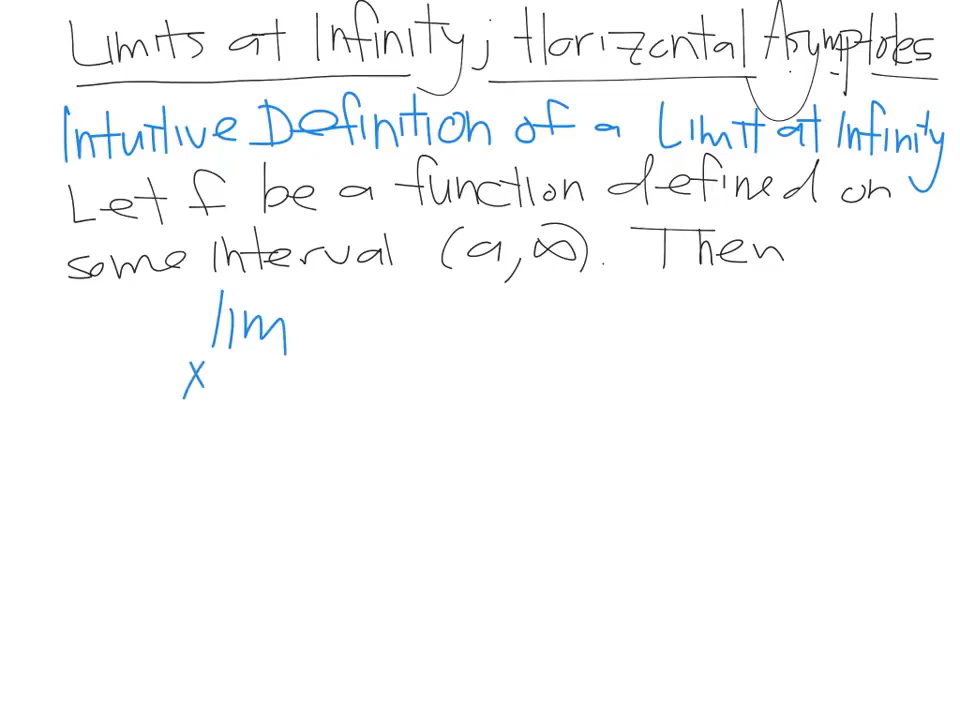 Limits at Infinity; Horizontal Asymptotes
Intuitive Definition of a Limit at Infinity
Let f be a function defined on
some interval (a, ∞). Then
lim
x